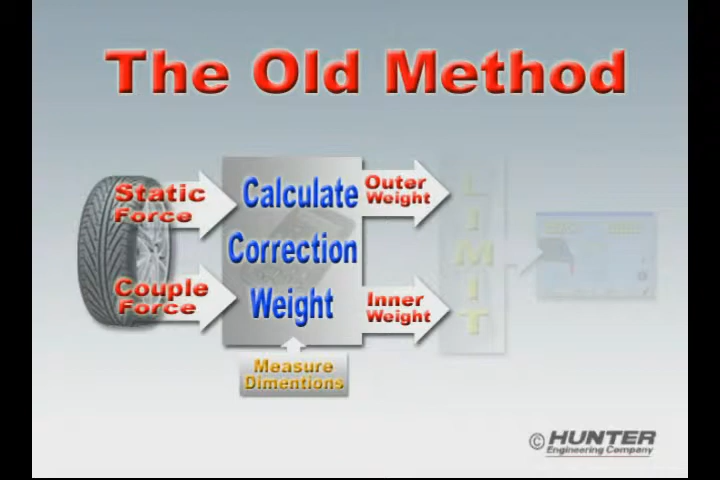 The Old Method
Static
Force
Calculate
Correction
Weight
Outer
Weight
Couple
Force
Inner
Weight
LIMIT
Measure
Dimentions
© HUNTER
Engineering Company